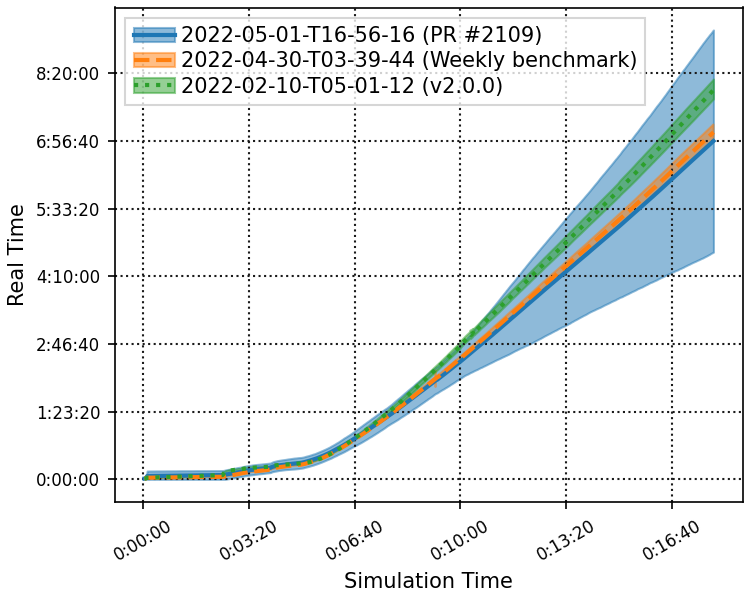 2022-05-01-T16-56-16 (PR #2109)
2022-04-30-T03-39-44 (Weekly benchmark)
2022-02-10-T05-01-12 (v2.0.0)
8:20:00
6:56:40
5:33:20
4:10:00
2:46:40
1:23:20
0:00:00
Real Time
0:00:00
0:03:20
0:06:40
0:10:00
0:13:20
0:16:40
Simulation Time